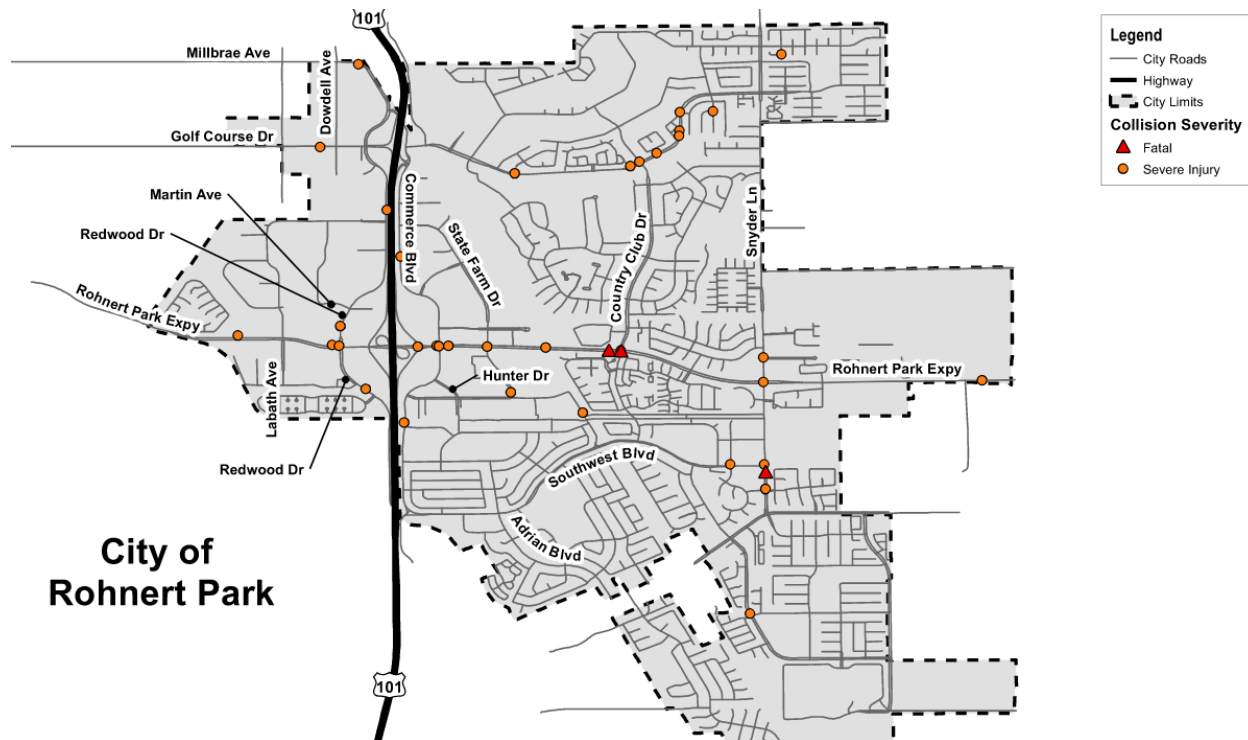 101
Millbrae Ave
Dowdell Ave
Golf Course Dr
Martin Ave
Redwood Dr
Commerce Blvd
State Farm Dr
Country Club Dr
Snyder Ln
Rohnert Park Expy
Hunter Dr
Rohnert Park Expy
Labath Ave
Redwood Dr
Southwest Blvd
Adrian Blvd
City of
Rohnert Park
101
Legend
City Roads
Highway
City Limits
Collision Severity
Fatal
Severe Injury